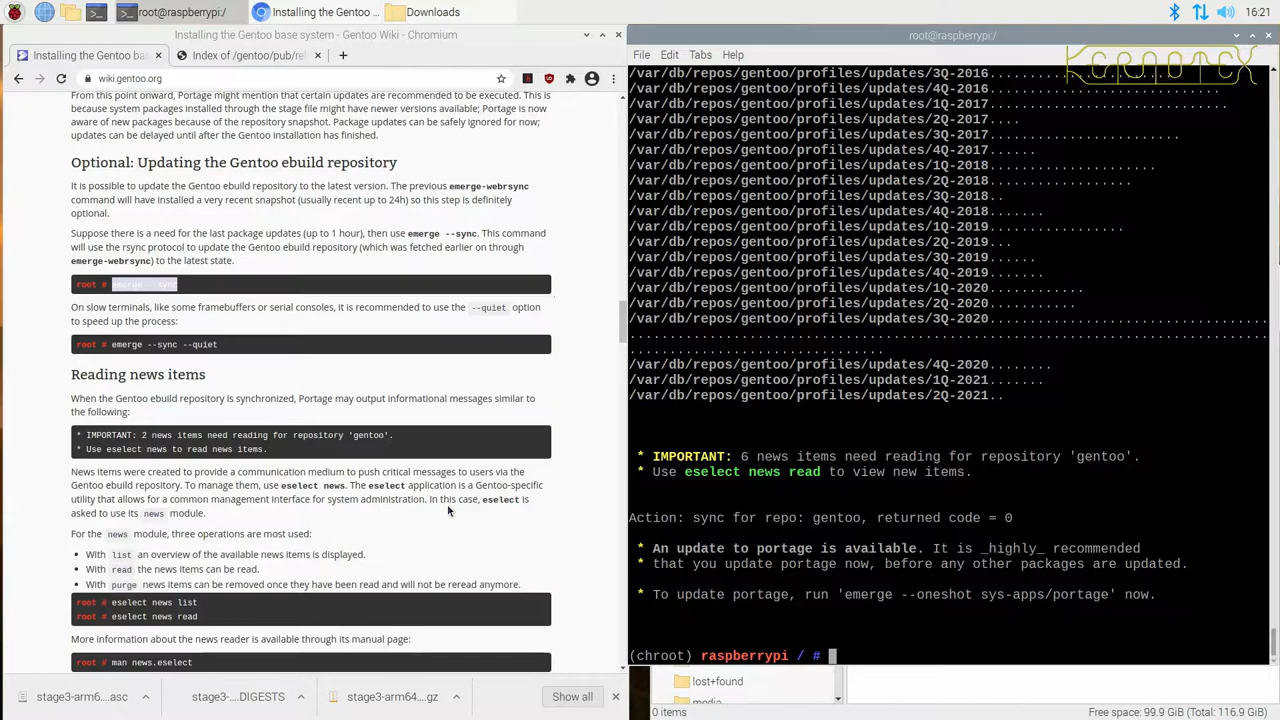 root@raspberrypi:/
Installing the Gentoo ...
Downloads
16:21
Installing the Gentoo base system - Gentoo Wiki - Chromium
Installing the Gentoo bas
Index of /gentoo/pub/rel
wiki.gentoo.org
From this point onward, Portage might mention that certain updates are recommended to be executed. This is
because system packages installed through the stage file might have newer versions available; Portage is now
aware of new packages because of the repository snapshot. Package updates can be safely ignored for now;
updates can be delayed until after the Gentoo installation has finished.
Optional: Updating the Gentoo ebuild repository
It is possible to update the Gentoo ebuild repository to the latest version. The previous emerge-webrsync
command will have installed a very recent snapshot (usually recent up to 24h) so this step is definitely
optional.
Suppose there is a need for the last package updates (up to 1 hour), then use emerge --sync. This command
will use the rsync protocol to update the Gentoo ebuild repository (which was fetched earlier on through
emerge-webrsync) to the latest state.
root # emerge --sync
On slow terminals, like some framebuffers or serial consoles, it is recommended to use the --quiet option
to speed up the process:
root # emerge --sync --quiet
Reading news items
When the Gentoo ebuild repository is synchronized, Portage may output informational messages similar to
the following:
* IMPORTANT: 2 news items need reading for repository 'gentoo'.
* Use eselect news to read news items.
News items were created to provide a communication medium to push critical messages to users via the
Gentoo ebuild repository. To manage them, use eselect news. The eselect application is a Gentoo-specific
utility that allows for a common management interface for system administration. In this case, eselect is
asked to use its news module.
For the news module, three operations are most used:
• With list an overview of the available news items is displayed.
• With read the news items can be read.
• With purge news items can be removed once they have been read and will not be reread anymore.
root # eselect news list
root # eselect news read
More information about the news reader is available through its manual page:
root # man news.eselect
stage3-arm6....asc
stage3-....DIGESTS
stage3-arm64....gz
Show all
root@raspberrypi:/
File Edit Tabs Help
KERNOTEX
/var/db/repos/gentoo/profiles/updates/3Q-2016...................
/var/db/repos/gentoo/profiles/updates/4Q-2016.............................
/var/db/repos/gentoo/profiles/updates/1Q-2017..............................
/var/db/repos/gentoo/profiles/updates/2Q-2017....
/var/db/repos/gentoo/profiles/updates/3Q-2017........................
/var/db/repos/gentoo/profiles/updates/4Q-2017......
/var/db/repos/gentoo/profiles/updates/1Q-2018.....................
/var/db/repos/gentoo/profiles/updates/2Q-2018..................
/var/db/repos/gentoo/profiles/updates/3Q-2018..
/var/db/repos/gentoo/profiles/updates/4Q-2018.......
/var/db/repos/gentoo/profiles/updates/1Q-2019.................
/var/db/repos/gentoo/profiles/updates/2Q-2019...
/var/db/repos/gentoo/profiles/updates/3Q-2019.......
/var/db/repos/gentoo/profiles/updates/4Q-2019.......
/var/db/repos/gentoo/profiles/updates/1Q-2020..............
/var/db/repos/gentoo/profiles/updates/2Q-2020...........
/var/db/repos/gentoo/profiles/updates/3Q-2020...................................
................................................................................
................................
/var/db/repos/gentoo/profiles/updates/4Q-2020........
/var/db/repos/gentoo/profiles/updates/1Q-2021.......
/var/db/repos/gentoo/profiles/updates/2Q-2021..
* IMPORTANT: 6 news items need reading for repository 'gentoo'.
* Use eselect news read to view new items.
Action: sync for repo: gentoo, returned code = 0
* An update to portage is available. It is _highly_ recommended
* that you update portage now, before any other packages are updated.
* To update portage, run 'emerge --oneshot sys-apps/portage' now.
(chroot) raspberrypi / #
lost+found
media
0 items
Free space: 99.9 GiB (Total: 116.9 GiB)